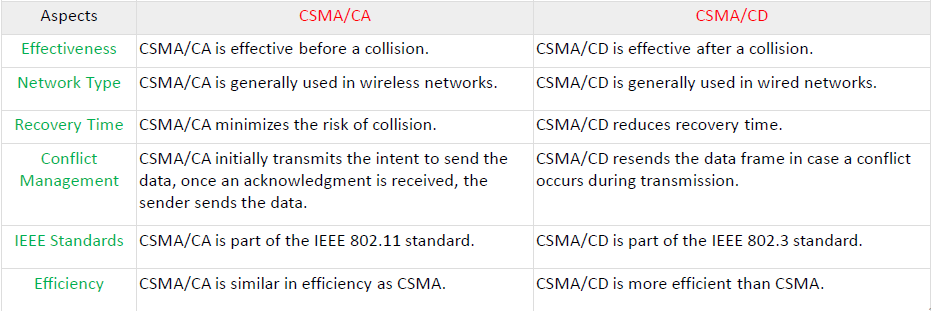 Aspects CSMA/CA CSMA/CD
Effectiveness CSMA/CA is effective before a collision. CSMA/CD is effective after a collision.
Network Type CSMA/CA is generally used in wireless networks. CSMA/CD is generally used in wired networks.
Recovery Time CSMA/CA minimizes the risk of collision. CSMA/CD reduces recovery time.
Conflict
Management
CSMA/CA initially transmits the intent to send the
data, once an acknowledgment is received, the
sender sends the data.
CSMA/CD resends the data frame in case a conflict
occurs during transmission.
IEEE Standards CSMA/CA is part of the IEEE 802.11 standard. CSMA/CD is part of the IEEE 802.3 standard.
Efficiency CSMA/CA is similar in efficiency as CSMA. CSMA/CD is more efficient than CSMA.